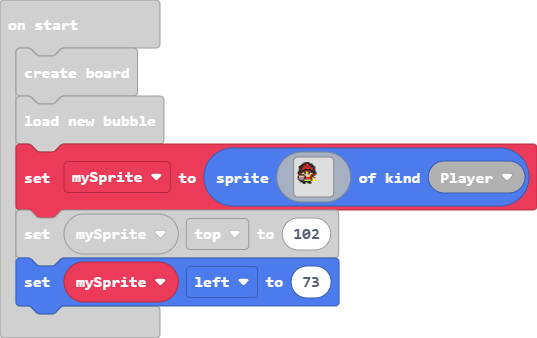 on start
create board
load new bubble
set mySprite to sprite of kind Player
set mySprite top to 102
set mySprite left to 73